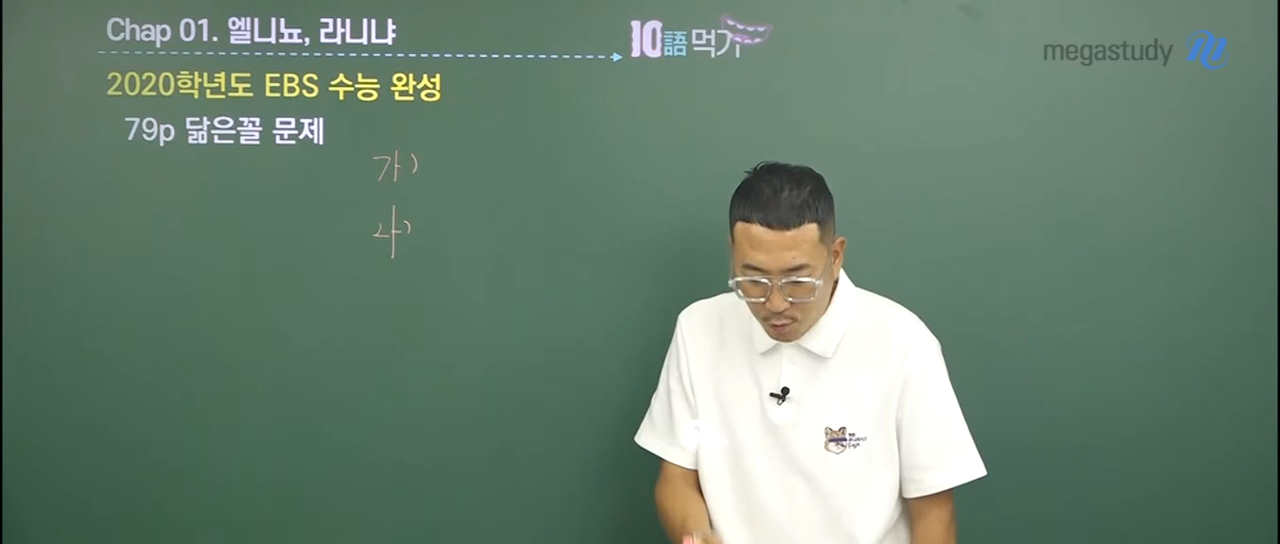 Chap 01. 엘니뇨, 라니냐
10語먹기
megastudy
2020학년도 EBS 수능 완성
79p 닮은꼴 문제
가)
나)